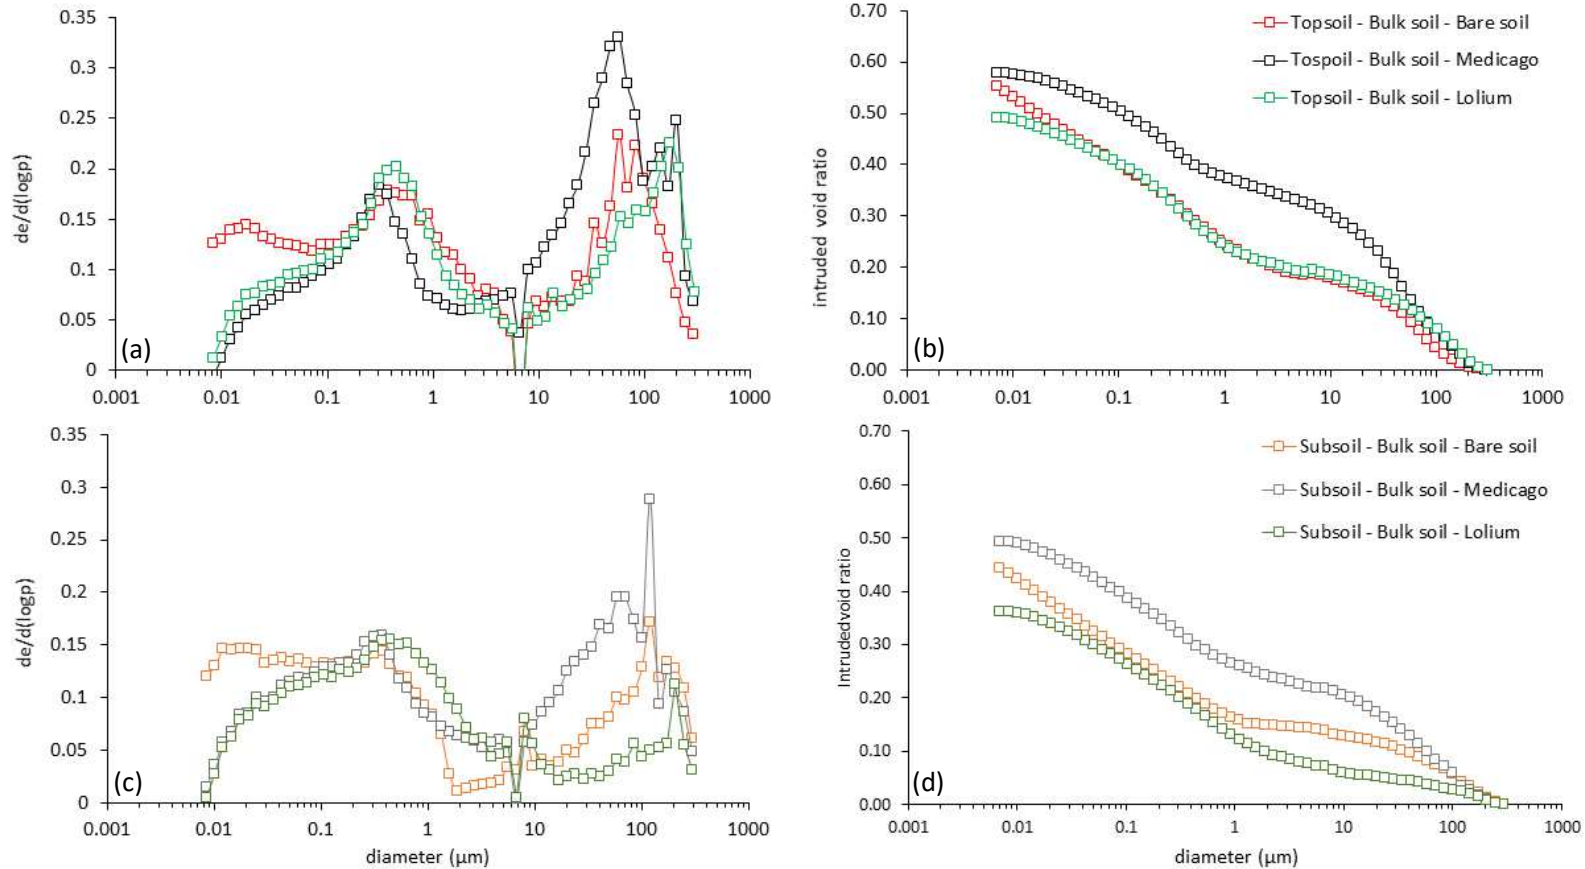 0.35
0.3
0.25
0.2
0.15
0.1
0.05
0
de/d(logp)
(a)
0.001 0.01 0.1 1 10 100 1000
0.70
0.60
0.50
0.40
0.30
0.20
0.10
0.00
intruded void ratio
(b)
0.001 0.01 0.1 1 10 100 1000
Topsoil - Bulk soil - Bare soil
Tospoil - Bulk soil - Medicago
Topsoil - Bulk soil - Lolium
0.35
0.3
0.25
0.2
0.15
0.1
0.05
0
de/d(logp)
(c)
0.001 0.01 0.1 1 10 100 1000
diameter (µm)
0.70
0.60
0.50
0.40
0.30
0.20
0.10
0.00
Intrudedvoid ratio
(d)
0.001 0.01 0.1 1 10 100 1000
diameter (µm)
Subsoil - Bulk soil - Bare soil
Subsoil - Bulk soil - Medicago
Subsoil - Bulk soil - Lolium